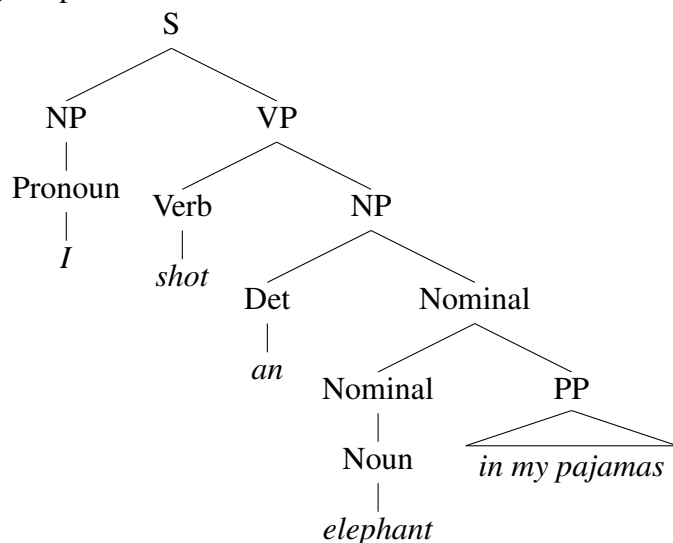 S
NP VP
Pronoun Verb NP
I shot Det Nominal
an Nominal PP
Noun in my pajamas
elephant